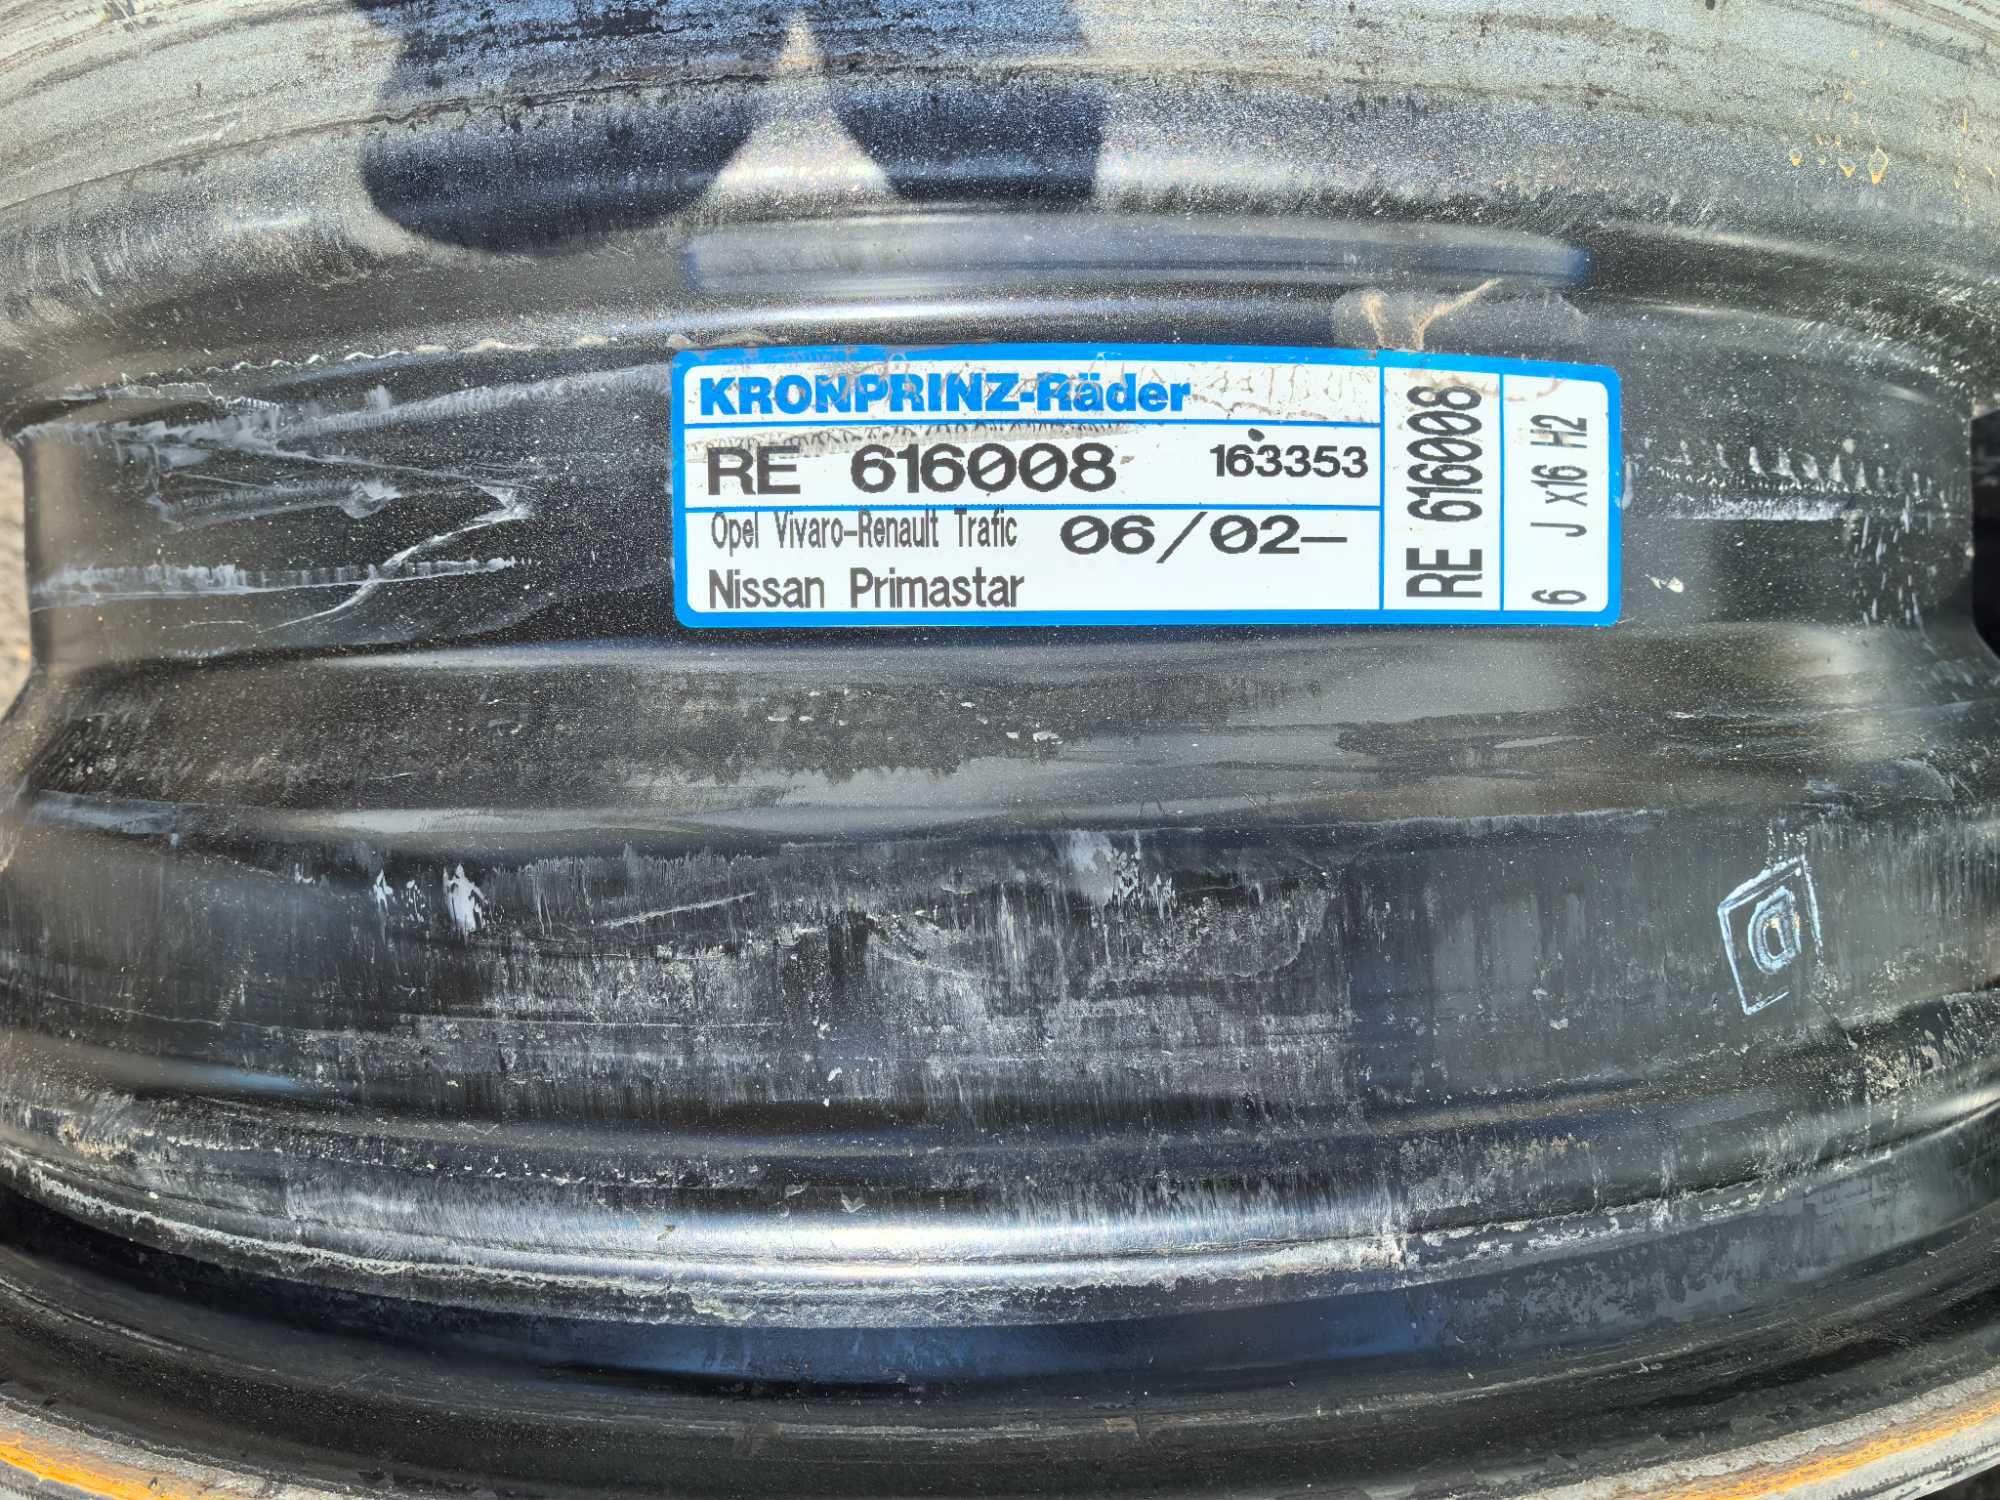 KRONPRINZ-Räder
RE 616008 163353
Opel Vivaro-Renault Trafic 06/02-
Nissan Primastar
RE 616008
6 J x16 H2